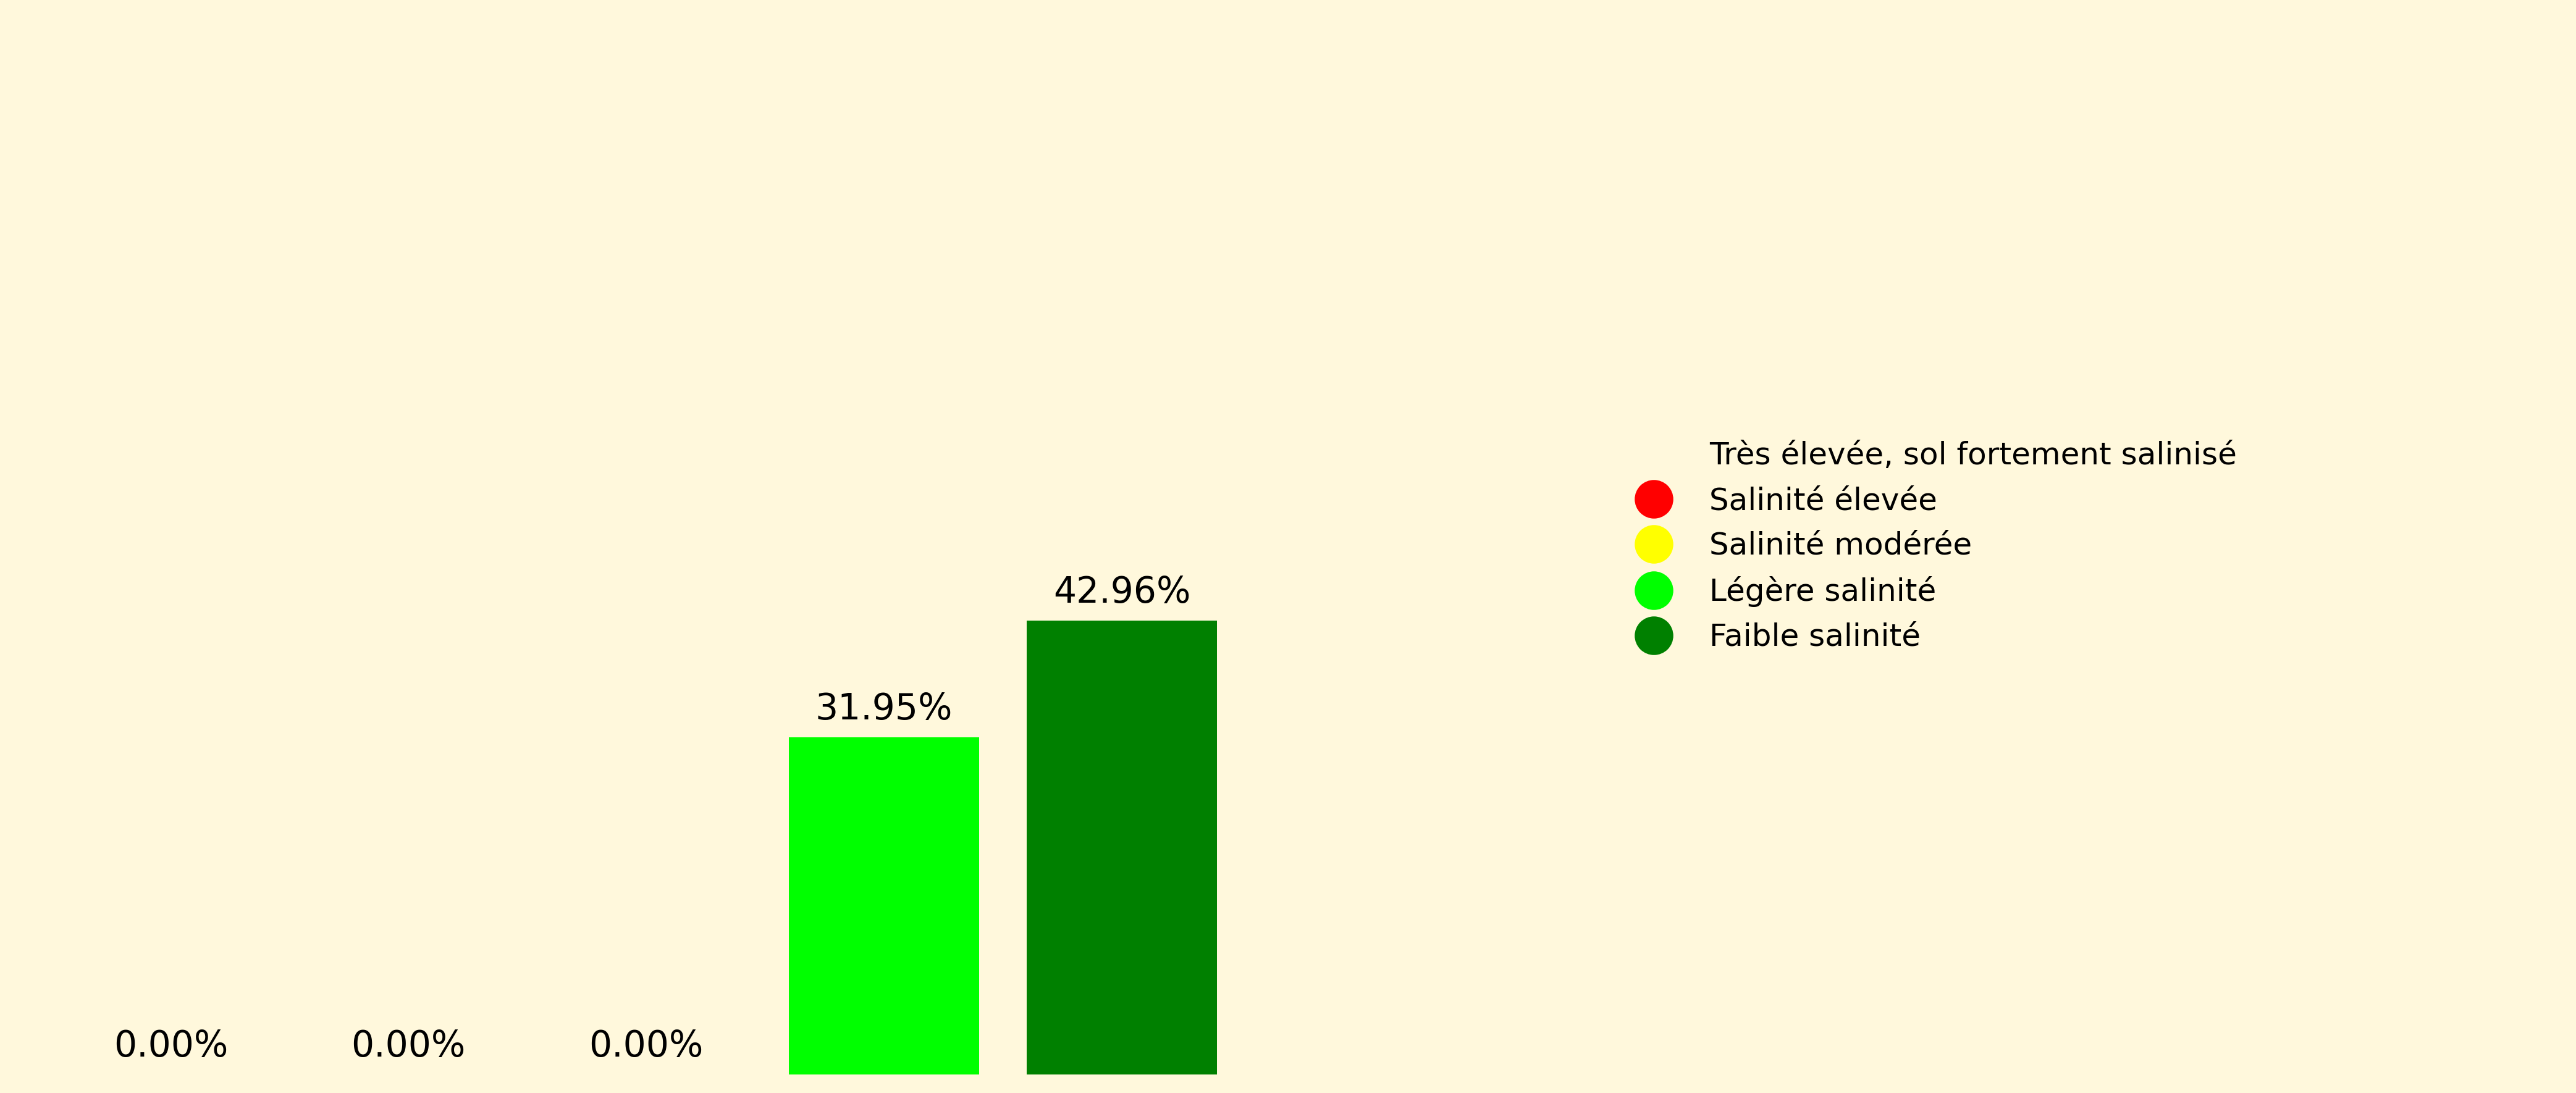 Très élevée, sol fortement salinisé
Salinité élevée
Salinité modérée
Légère salinité
Faible salinité
42.96%
31.95%
0.00%
0.00%
0.00%